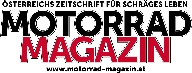 ÖSTERREICHS ZEITSCHRIFT FÜR SCHRÄGES LEBEN
MOTORRAD
MAGAZIN
www.motorrad-magazin.at